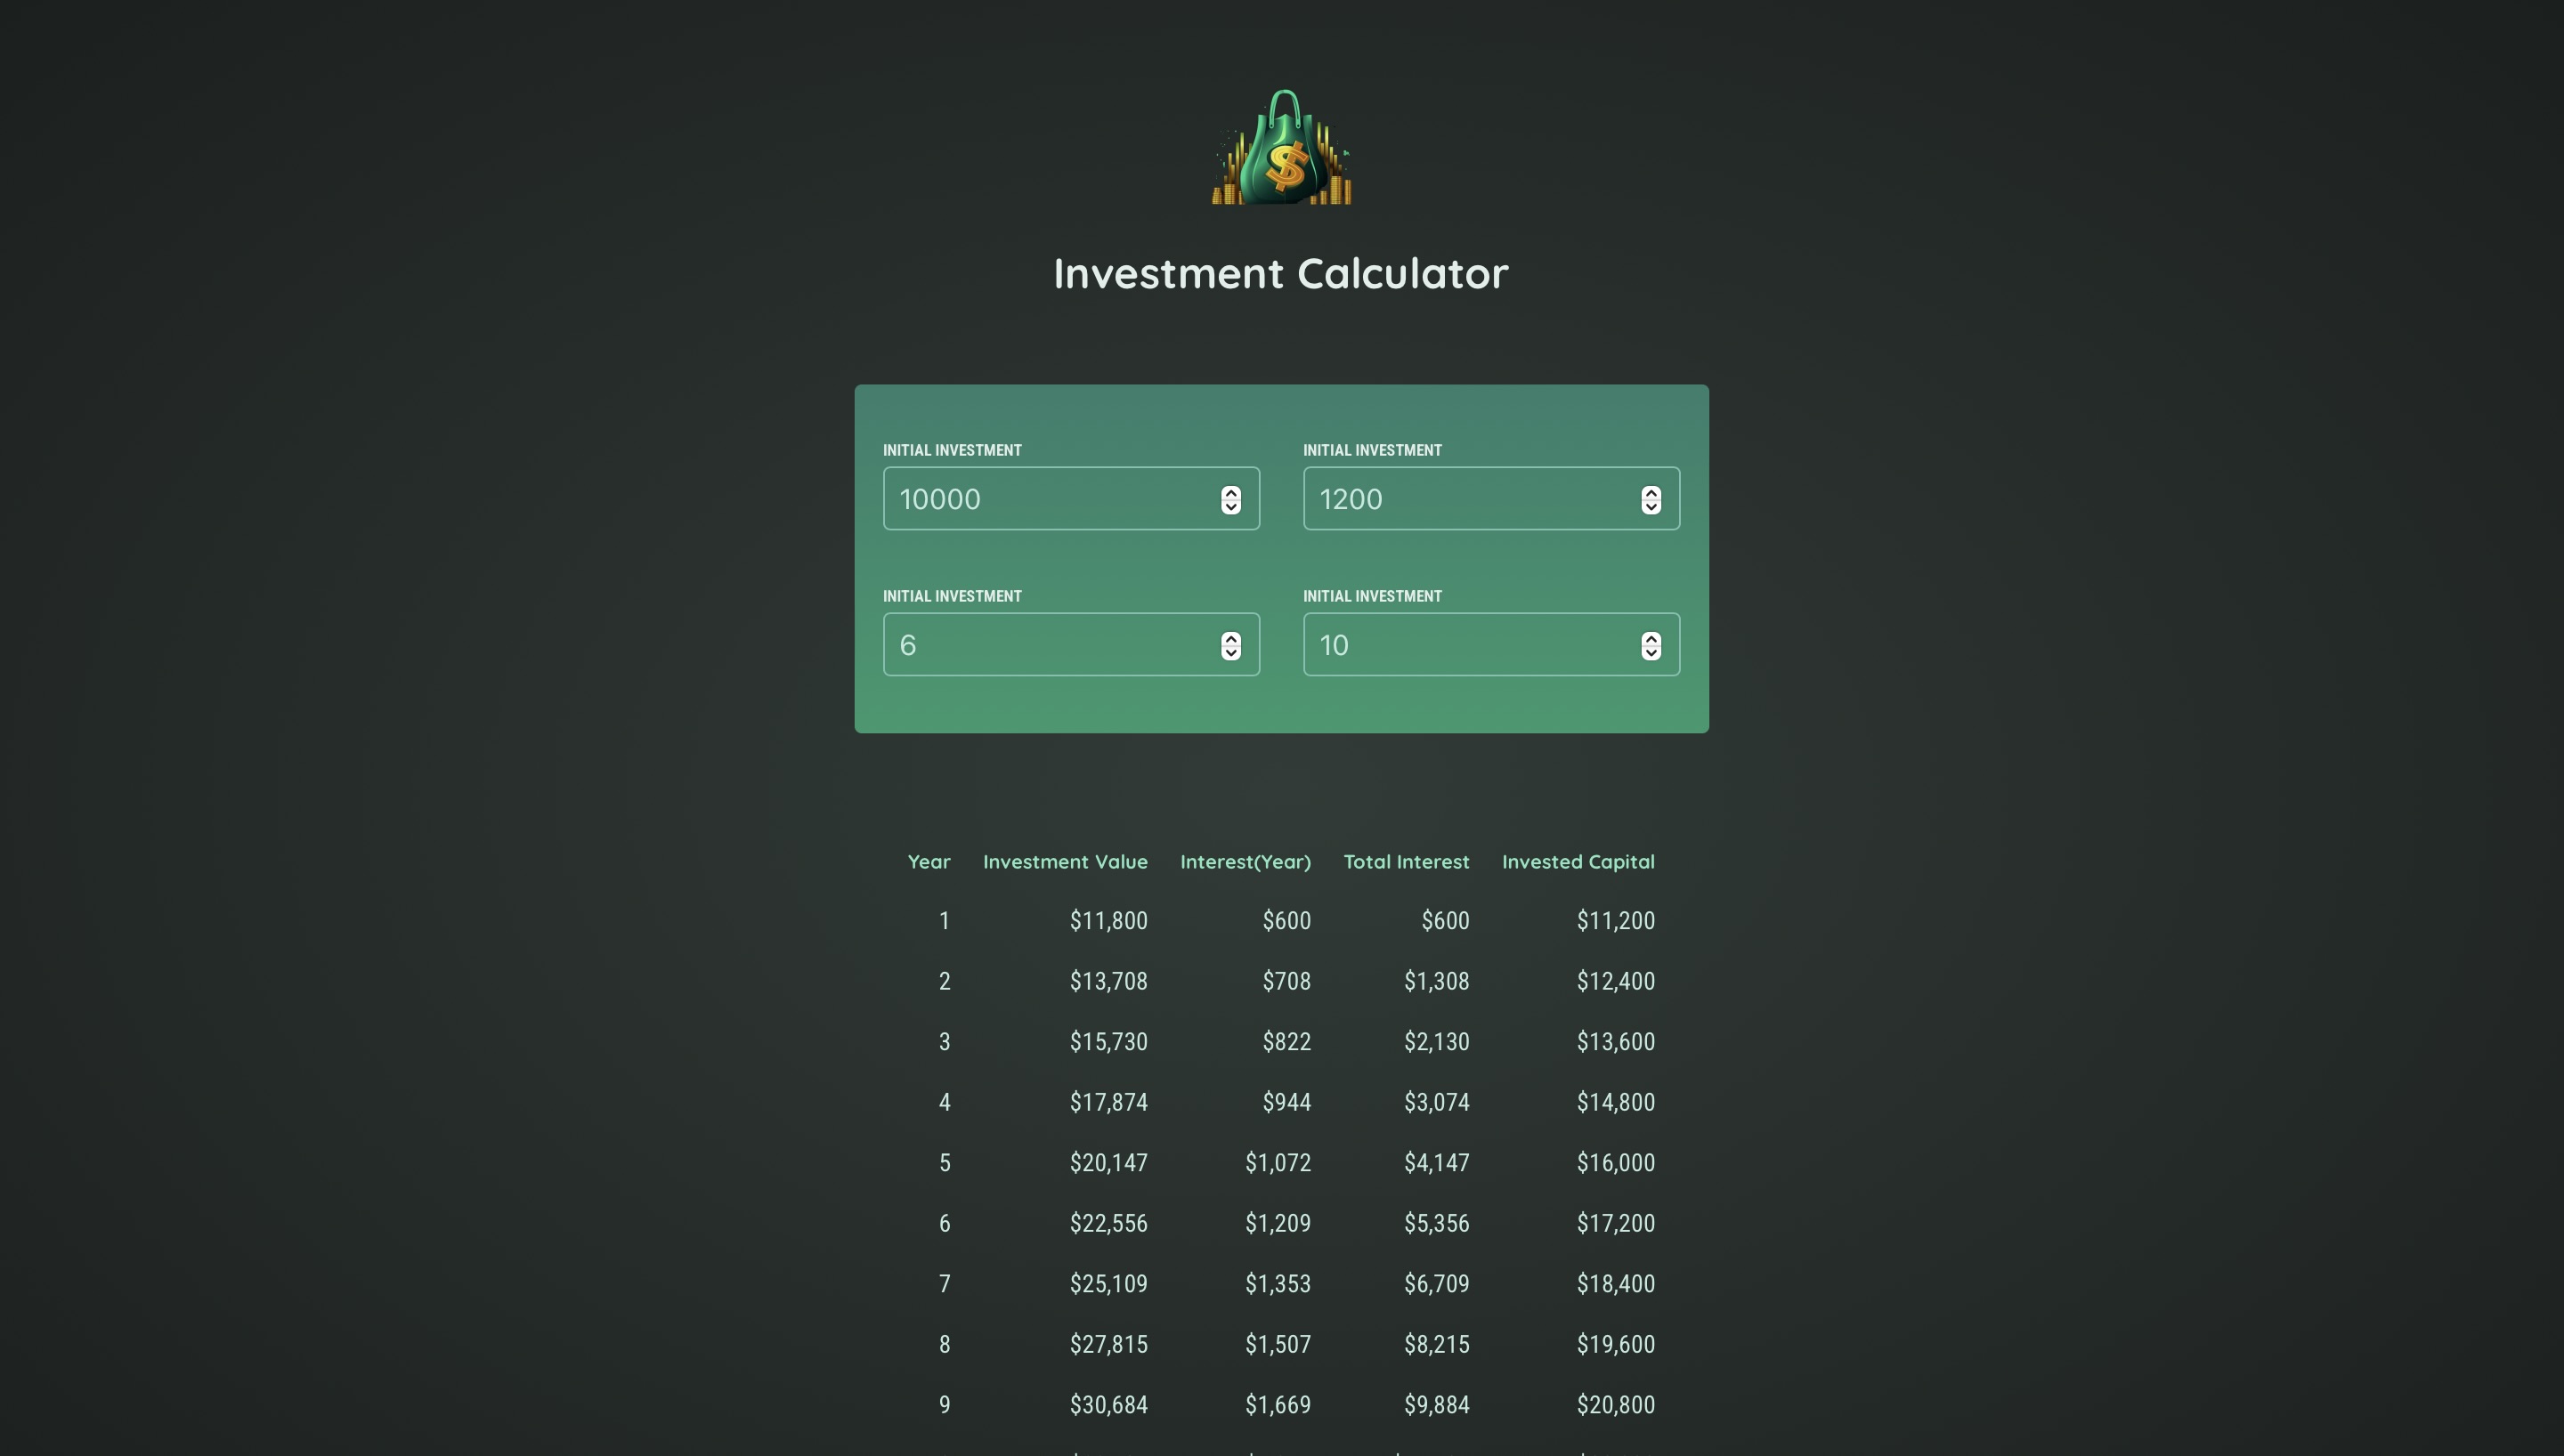 $
Investment Calculator
INITIAL INVESTMENT INITIAL INVESTMENT
10000 1200
INITIAL INVESTMENT INITIAL INVESTMENT
6 10
Year Investment Value Interest(Year) Total Interest Invested Capital
1 $11,800 $600 $600 $11,200
2 $13,708 $708 $1,308 $12,400
3 $15,730 $822 $2,130 $13,600
4 $17,874 $944 $3,074 $14,800
5 $20,147 $1,072 $4,147 $16,000
6 $22,556 $1,209 $5,356 $17,200
7 $25,109 $1,353 $6,709 $18,400
8 $27,815 $1,507 $8,215 $19,600
9 $30,684 $1,669 $9,884 $20,800